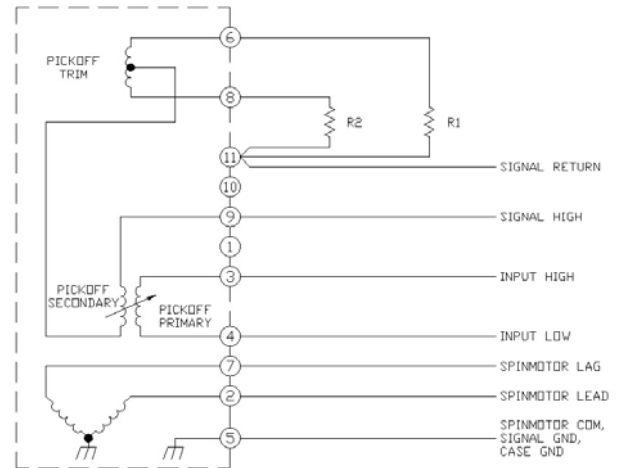 6
PICKOFF
TRIM
8
R2
R1
11
SIGNAL RETURN
10
9
SIGNAL HIGH
1
PICKOFF
SECONDARY
3
INPUT HIGH
PICKOFF
PRIMARY
4
INPUT LOW
7
SPINMOTOR LAG
2
SPINMOTOR LEAD
5
SPINMOTOR COM,
SIGNAL GND,
CASE GND